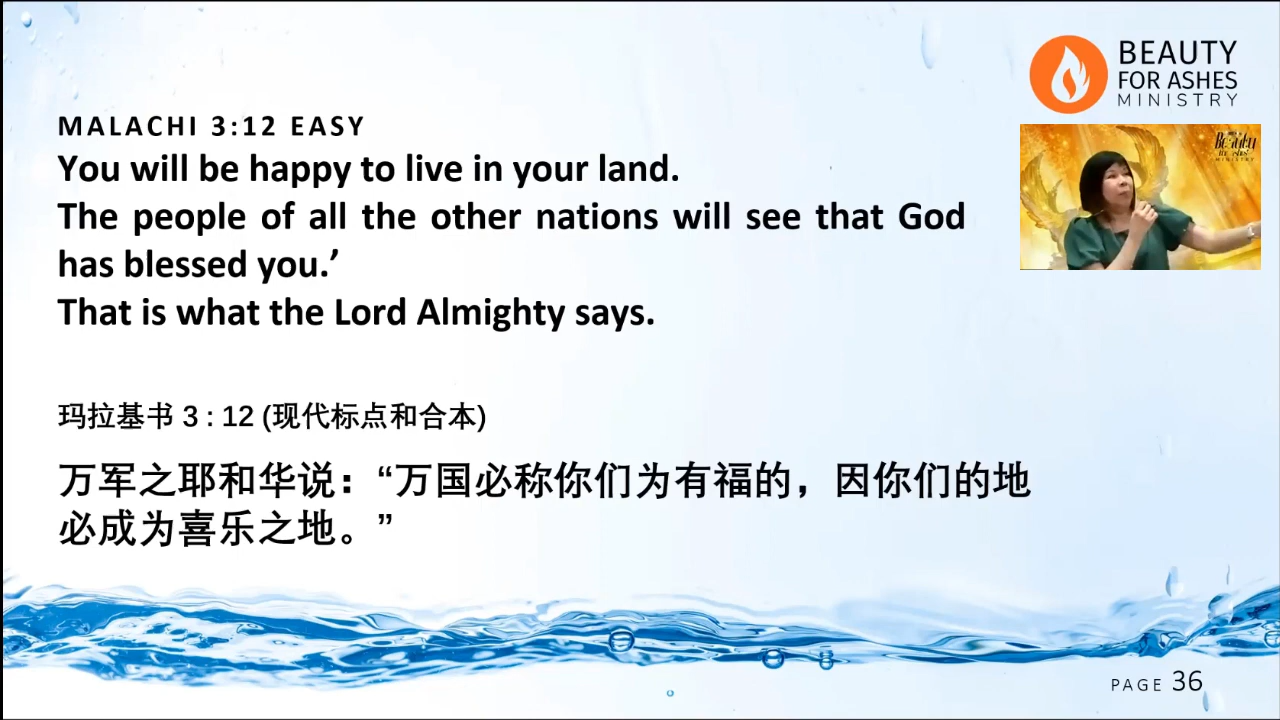 BEAUTY
FOR ASHES
MINISTRY
MALACHI 3:12 EASY
You will be happy to live in your land.
The people of all the other nations will see that God
has blessed you.’
That is what the Lord Almighty says.
玛拉基书 3 : 12 (现代标点和合本)
万军之耶和华说：“万国必称你们为有福的，因你们的地
必成为喜乐之地。”
PAGE 36